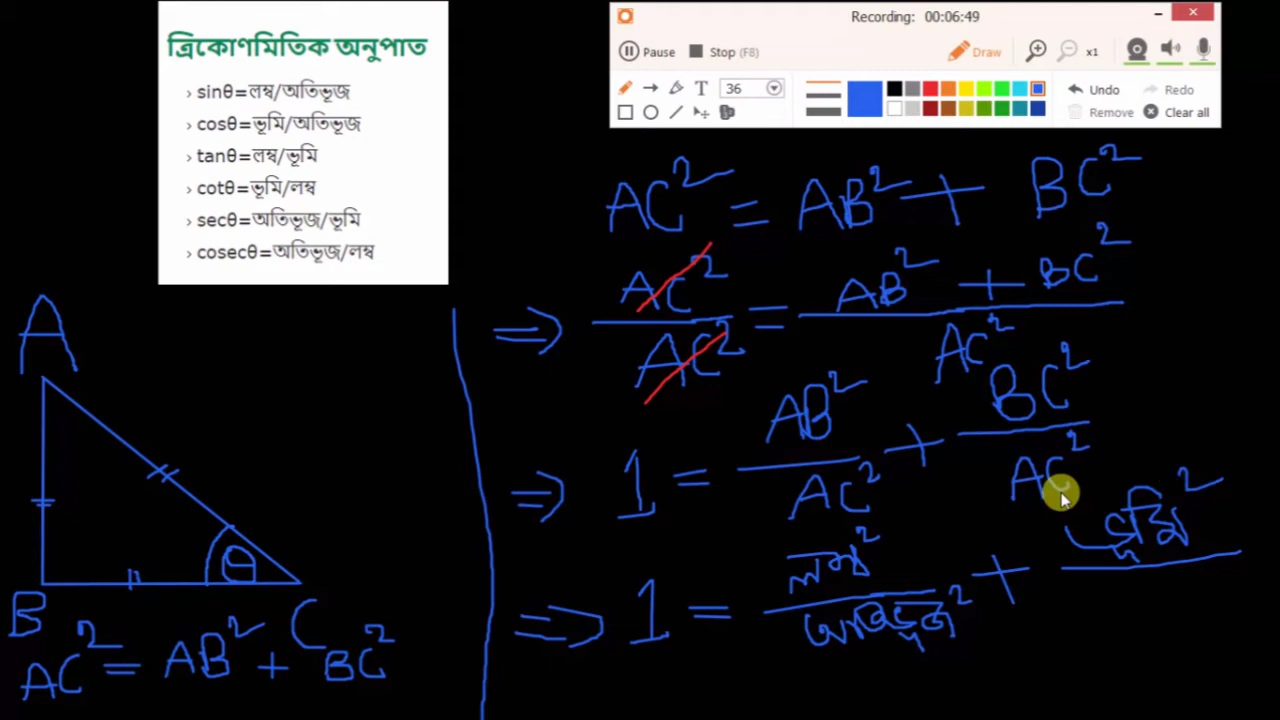 ত্রিকোণমিতিক অনুপাত
› sinθ=লম্ব/অতিভূজ
› cosθ=ভূমি/অতিভূজ
› tanθ=লম্ব/ভূমি
› cotθ=ভূমি/লম্ব
› secθ=অতিভূজ/ভূমি
› cosecθ=অতিভূজ/লম্ব
Recording: 00:06:49
Pause Stop (F8) Draw x1
T 36 Undo Redo
Remove Clear all
A
θ
B C
AC² = AB² + BC²
AC² = AB² + BC²
⇒ AC²/AC² = AB² + BC²/AC²
⇒ 1 = AB²/AC² + BC²/AC²
⇒ 1 = লম্ব²/অতিভূজ² + ভূমি²